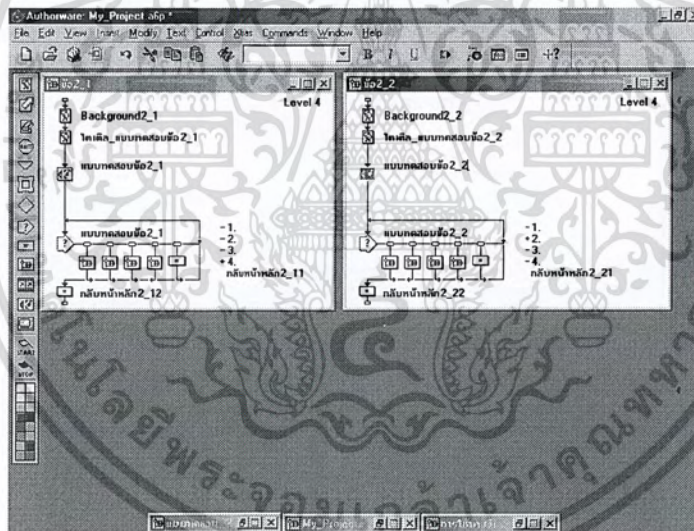 Authorware: My_Project.a6p *
File Edit View Insert Modify Text Control Xtras Commands Window Help
B I U
ข้อ2_1
Level 4
Background2_1
ไตเติล_แบบทดสอบข้อ2_1
แบบทดสอบข้อ2_1
แบบทดสอบข้อ2_1
- 1.
- 2.
- 3.
+ 4.
กลับหน้าหลัก2_11
กลับหน้าหลัก2_12
ข้อ2_2
Level 4
Background2_2
ไตเติล_แบบทดสอบข้อ2_2
แบบทดสอบข้อ2_2
แบบทดสอบข้อ2_2
- 1.
+ 2.
- 3.
- 4.
กลับหน้าหลัก2_21
กลับหน้าหลัก2_22
START
STOP
My_Project